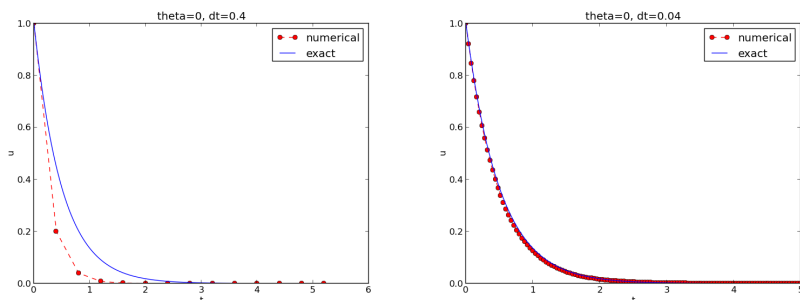 theta=0, dt=0.4
1.0
numerical
exact
0.8
0.6
u
0.4
0.2
0.0
0 1 2 3 4 5 6
t
theta=0, dt=0.04
1.0
numerical
exact
0.8
0.6
u
0.4
0.2
0.0
0 1 2 3 4 5
t